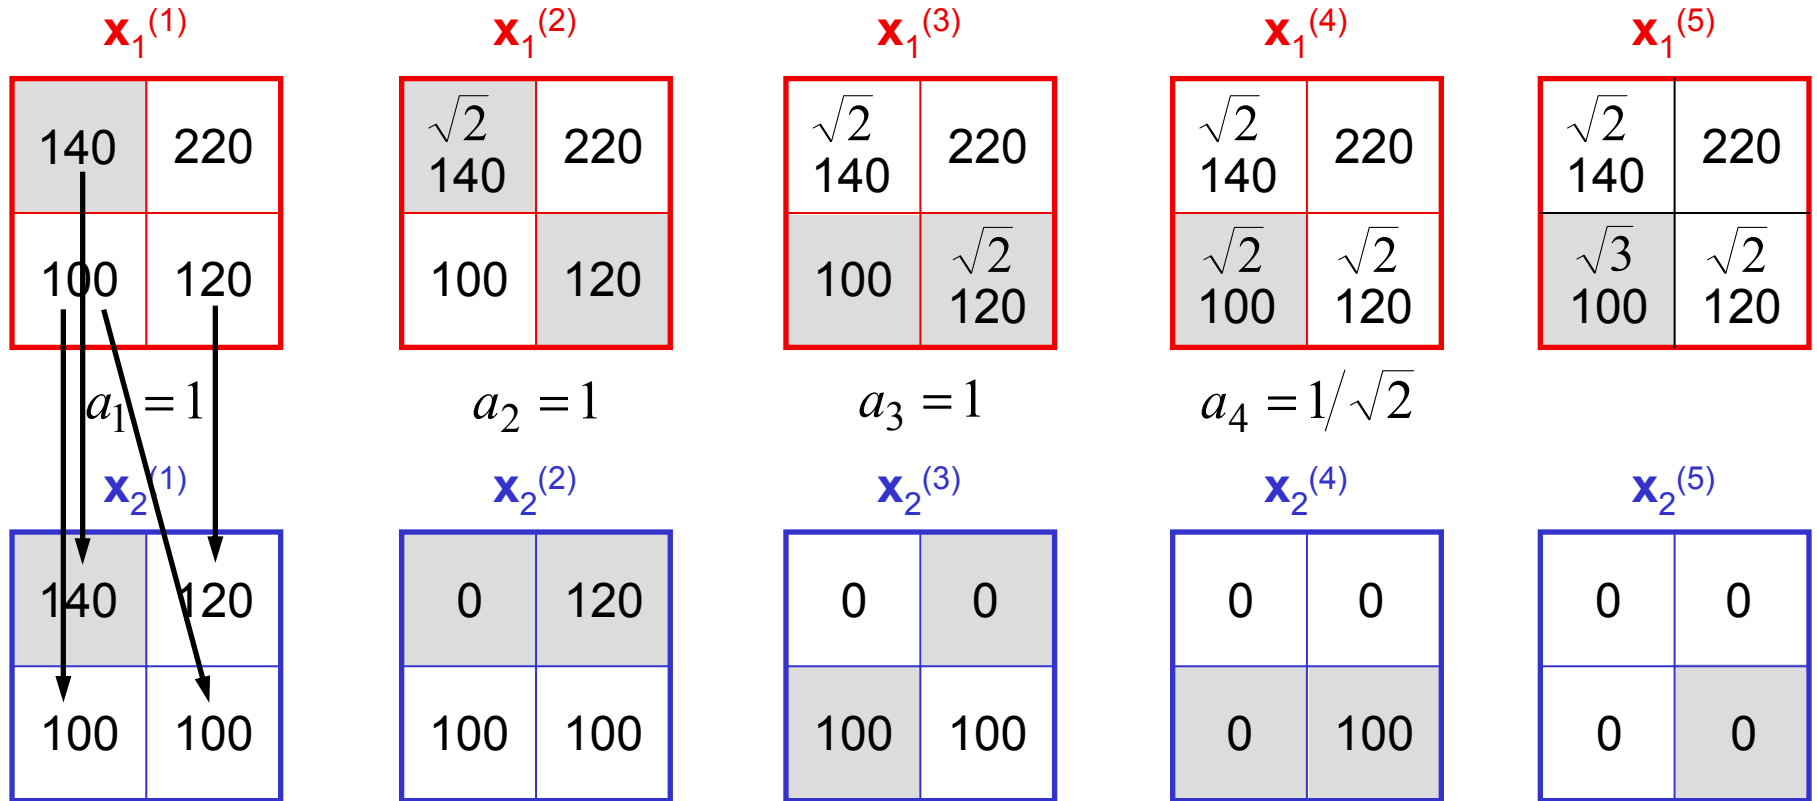 x₁⁽¹⁾ x₁⁽²⁾ x₁⁽³⁾ x₁⁽⁴⁾ x₁⁽⁵⁾
140 220 √2 140 220 √2 140 220 √2 140 220 √2 140 220
100 120 100 120 100 √2 120 √2 100 √2 120 √3 100 √2 120
a₁ = 1 a₂ = 1 a₃ = 1 a₄ = 1/√2
x₂⁽¹⁾ x₂⁽²⁾ x₂⁽³⁾ x₂⁽⁴⁾ x₂⁽⁵⁾
140 120 0 120 0 0 0 0 0 0
100 100 100 100 100 100 0 100 0 0